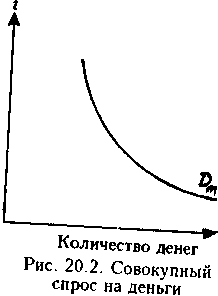 i
Dm
Количество денег
Рис. 20.2. Совокупный
спрос на деньги